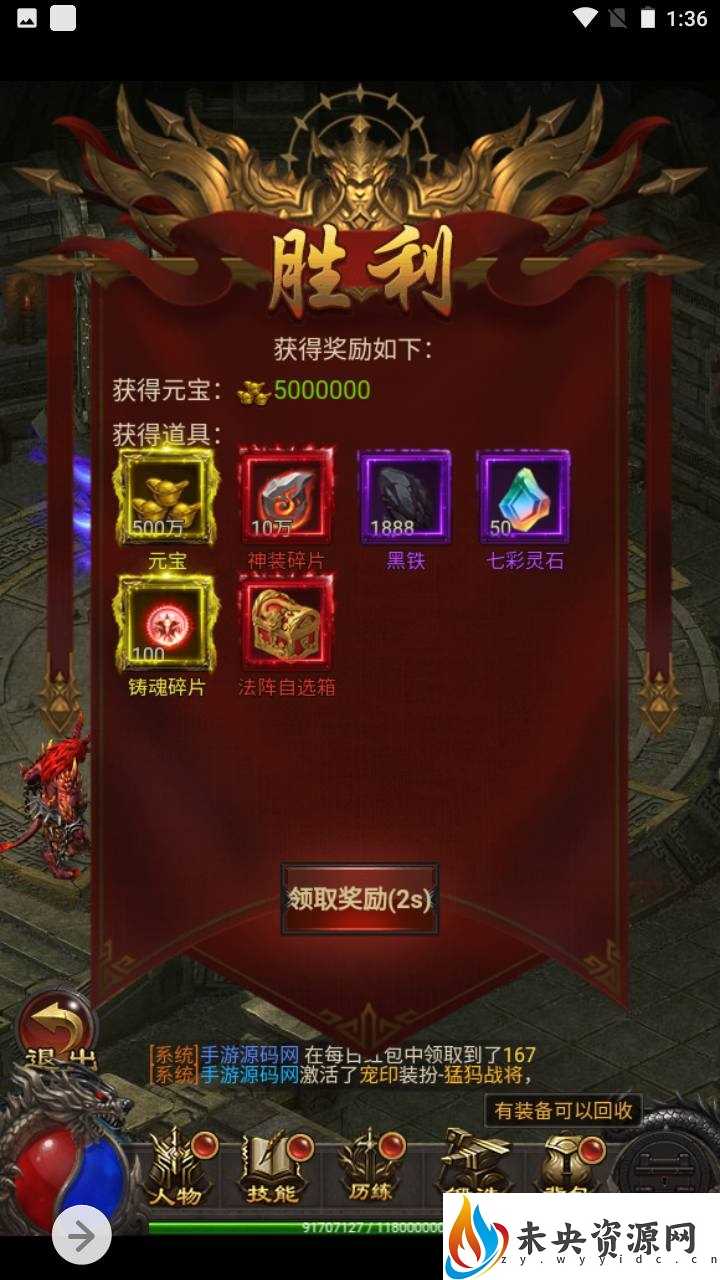 1:36
胜利
获得奖励如下：
获得元宝：5000000
获得道具：
500万
10万
1888
50
元宝
神装碎片
黑铁
七彩灵石
100
铸魂碎片
法阵自选箱
领取奖励(2s)
退出
[系统]手游源码网 在每日红包中领取到了167
[系统]手游源码网激活了宠印装扮-猛犸战将，
有装备可以回收
人物
技能
历练
背包
91707127 / 118000000
未央资源网
zy.wyyidc.cn